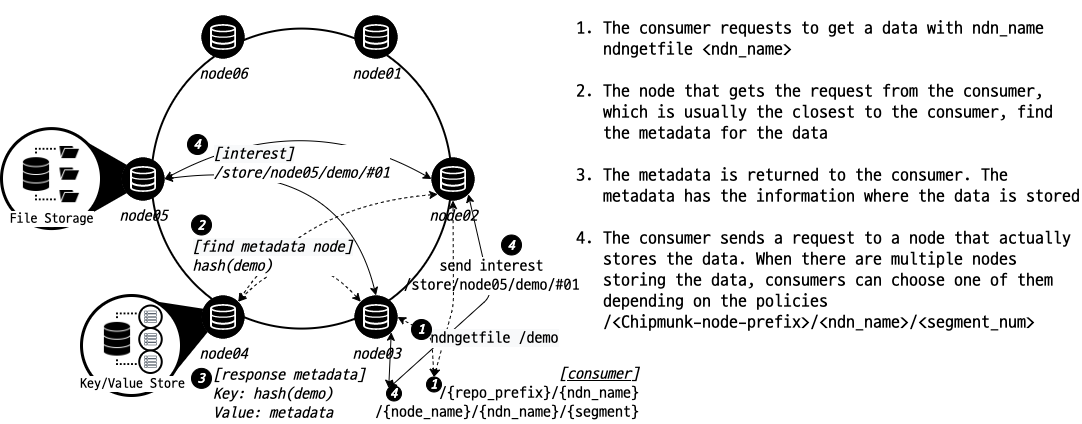 node06
node01
4
[interest]
/store/node05/demo/#01
File Storage
node05
node02
2
[find metadata node]
hash(demo)
4
send interest
/store/node05/demo/#01
1
ndngetfile /demo
node04
node03
Key/Value Store
3
[response metadata]
Key: hash(demo)
Value: metadata
[consumer]
1
/{repo_prefix}/{ndn_name}
4
/{node_name}/{ndn_name}/{segment}
1. The consumer requests to get a data with ndn_name
ndngetfile <ndn_name>
2. The node that gets the request from the consumer,
which is usually the closest to the consumer, find
the metadata for the data
3. The metadata is returned to the consumer. The
metadata has the information where the data is stored
4. The consumer sends a request to a node that actually
stores the data. When there are multiple nodes
storing the data, consumers can choose one of them
depending on the policies
/<Chipmunk-node-prefix>/<ndn_name>/<segment_num>